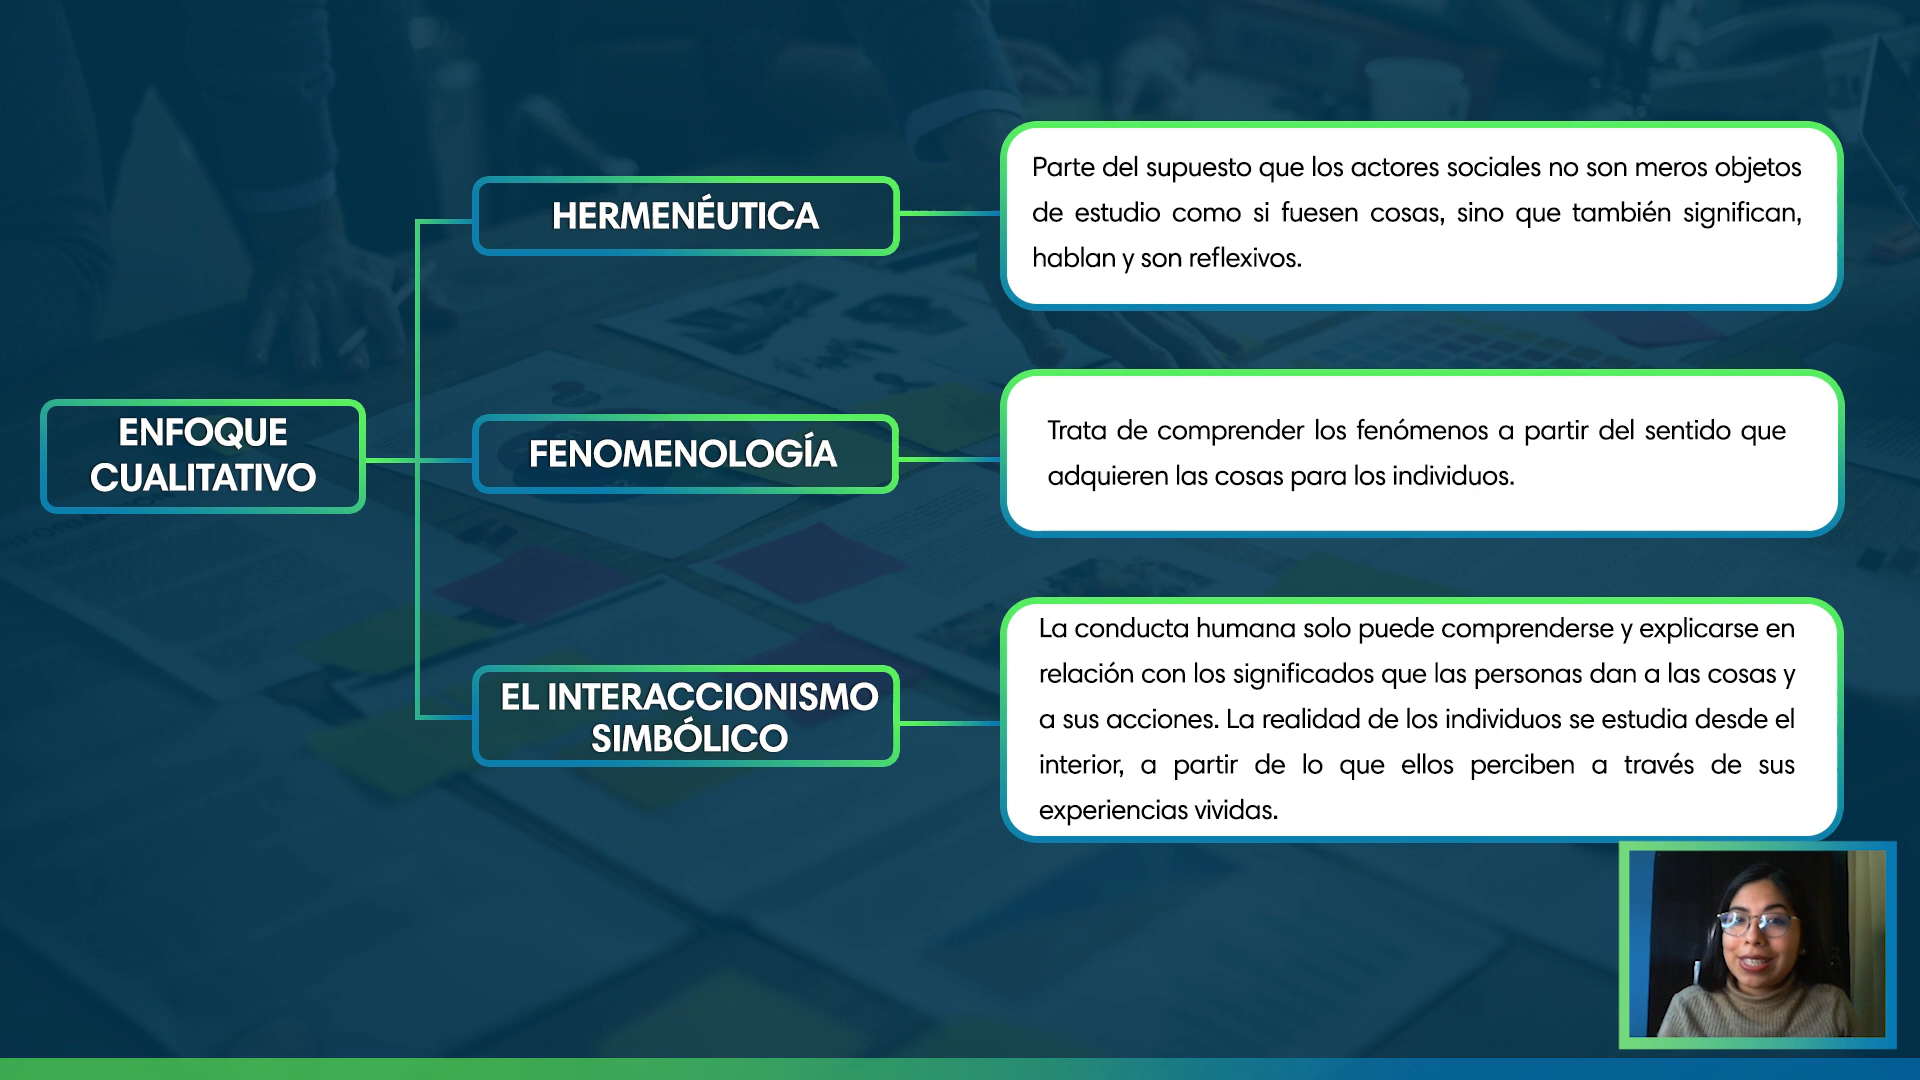 ENFOQUE
CUALITATIVO
HERMENÉUTICA
Parte del supuesto que los actores sociales no son meros objetos
de estudio como si fuesen cosas, sino que también significan,
hablan y son reflexivos.
FENOMENOLOGÍA
Trata de comprender los fenómenos a partir del sentido que
adquieren las cosas para los individuos.
EL INTERACCIONISMO
SIMBÓLICO
La conducta humana solo puede comprenderse y explicarse en
relación con los significados que las personas dan a las cosas y
a sus acciones. La realidad de los individuos se estudia desde el
interior, a partir de lo que ellos perciben a través de sus
experiencias vividas.